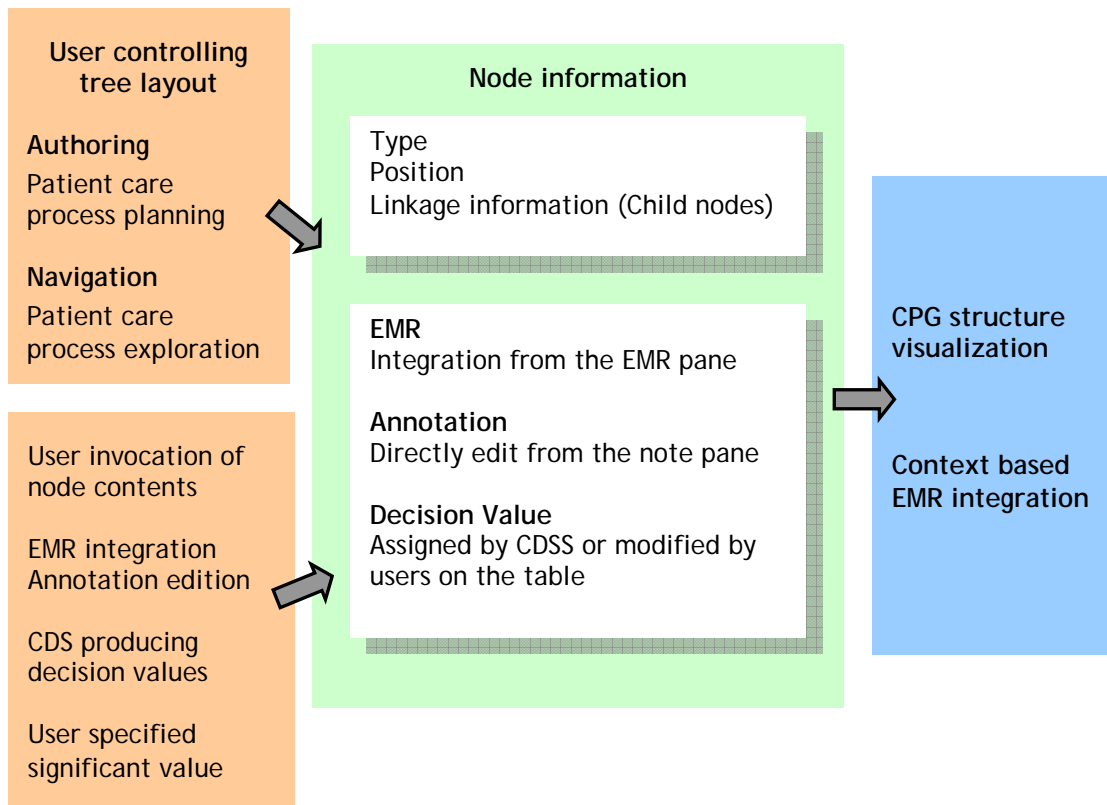 User controlling
tree layout
Authoring
Patient care
process planning
Navigation
Patient care
process exploration
User invocation of
node contents
EMR integration
Annotation edition
CDS producing
decision values
User specified
significant value
Node information
Type
Position
Linkage information (Child nodes)
EMR
Integration from the EMR pane
Annotation
Directly edit from the note pane
Decision Value
Assigned by CDSS or modified by
users on the table
CPG structure
visualization
Context based
EMR integration